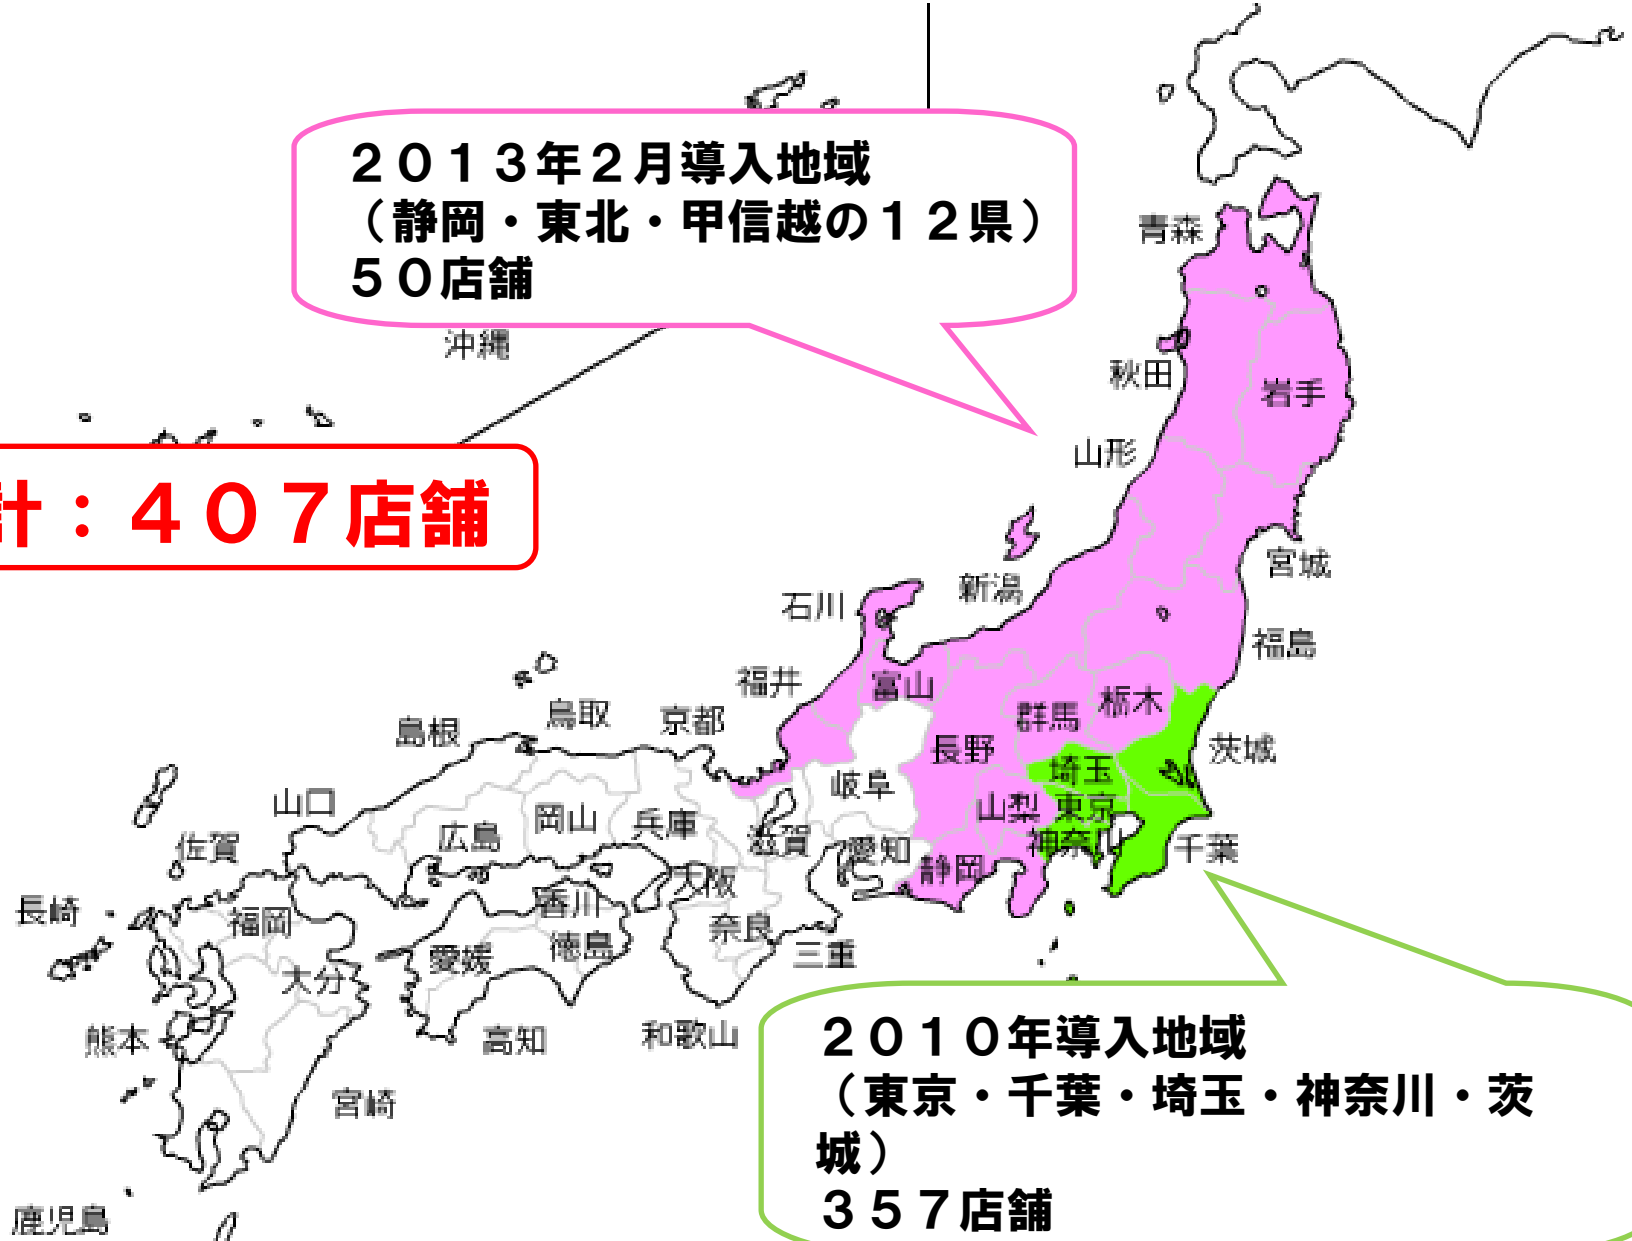 ２０１３年２月導入地域
（静岡・東北・甲信越の１２県）
５０店舗
沖縄
計：４０７店舗
青森
秋田
岩手
山形
宮城
新潟
福島
石川
福井
富山
群馬
栃木
茨城
長野
埼玉
山梨
東京
神奈川
千葉
静岡
岐阜
愛知
滋賀
京都
鳥取
島根
岡山
兵庫
広島
山口
大阪
奈良
三重
和歌山
香川
徳島
愛媛
高知
佐賀
長崎
福岡
大分
熊本
宮崎
鹿児島
２０１０年導入地域
（東京・千葉・埼玉・神奈川・茨
城）
３５７店舗